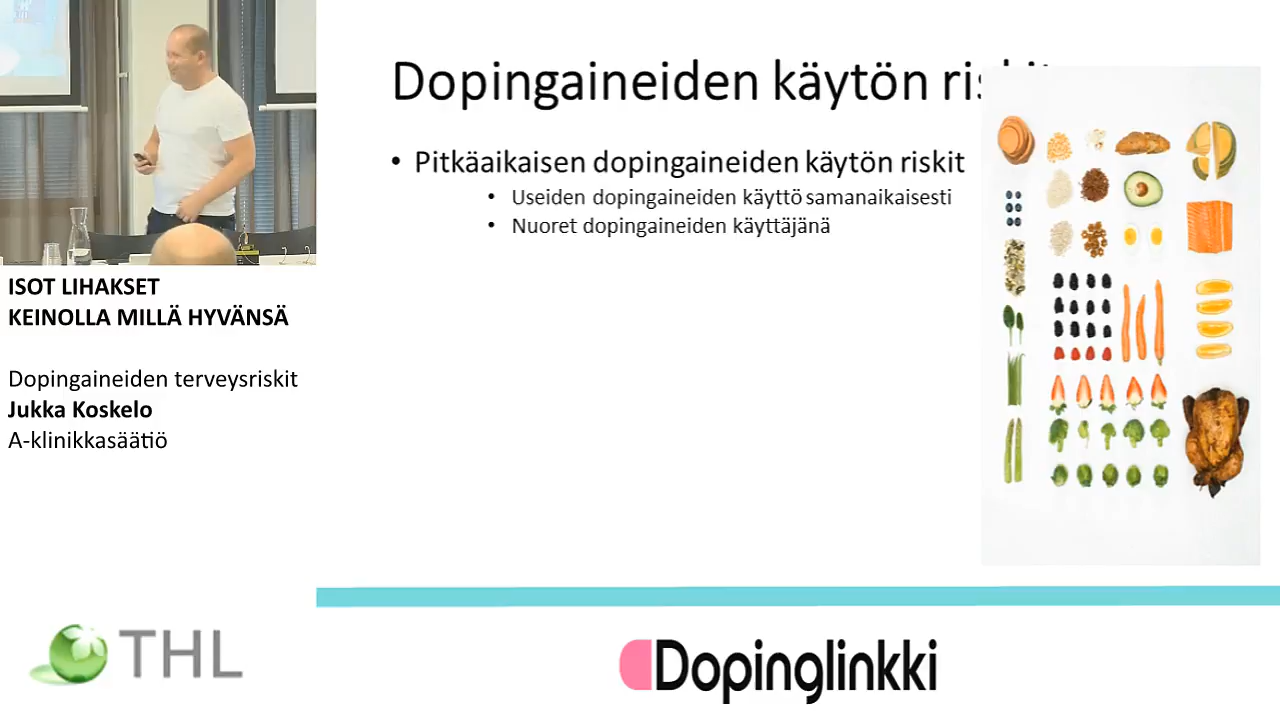 ISOT LIHAKSET
KEINOLLA MILLÄ HYVÄNSÄ
Dopingaineiden terveysriskit
Jukka Koskelo
A-klinikkasäätiö
THL
Dopingaineiden käytön riskit
• Pitkäaikaisen dopingaineiden käytön riskit
• Useiden dopingaineiden käyttö samanaikaisesti
• Nuoret dopingaineiden käyttäjänä
Dopinglinkki